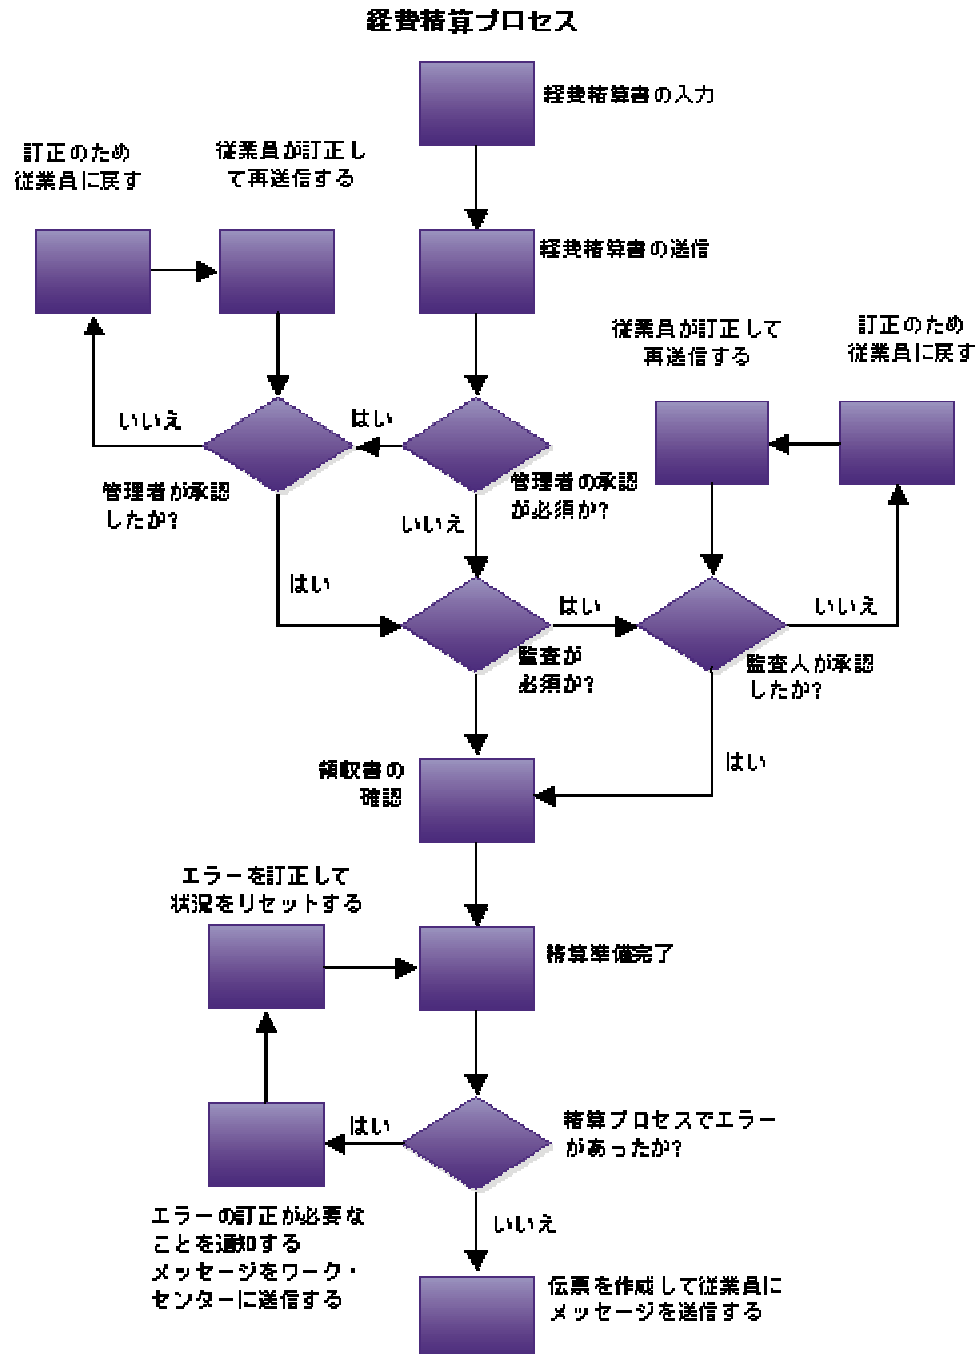 経費精算プロセス
経費精算書の入力
訂正のため
従業員に戻す
従業員が訂正し
て再送信する
経費精算書の送信
従業員が訂正して
再送信する
訂正のため
従業員に戻す
いいえ
はい
管理者が承認
したか?
管理者の承認
が必須か?
いいえ
はい
はい
いいえ
監査が
必須か?
監査人が承認
したか?
はい
領収書の
確認
エラーを訂正して
状況をリセットする
精算準備完了
はい
精算プロセスでエラー
があったか?
エラーの訂正が必要な
ことを通知する
メッセージをワーク・
センターに送信する
いいえ
伝票を作成して従業員に
メッセージを送信する